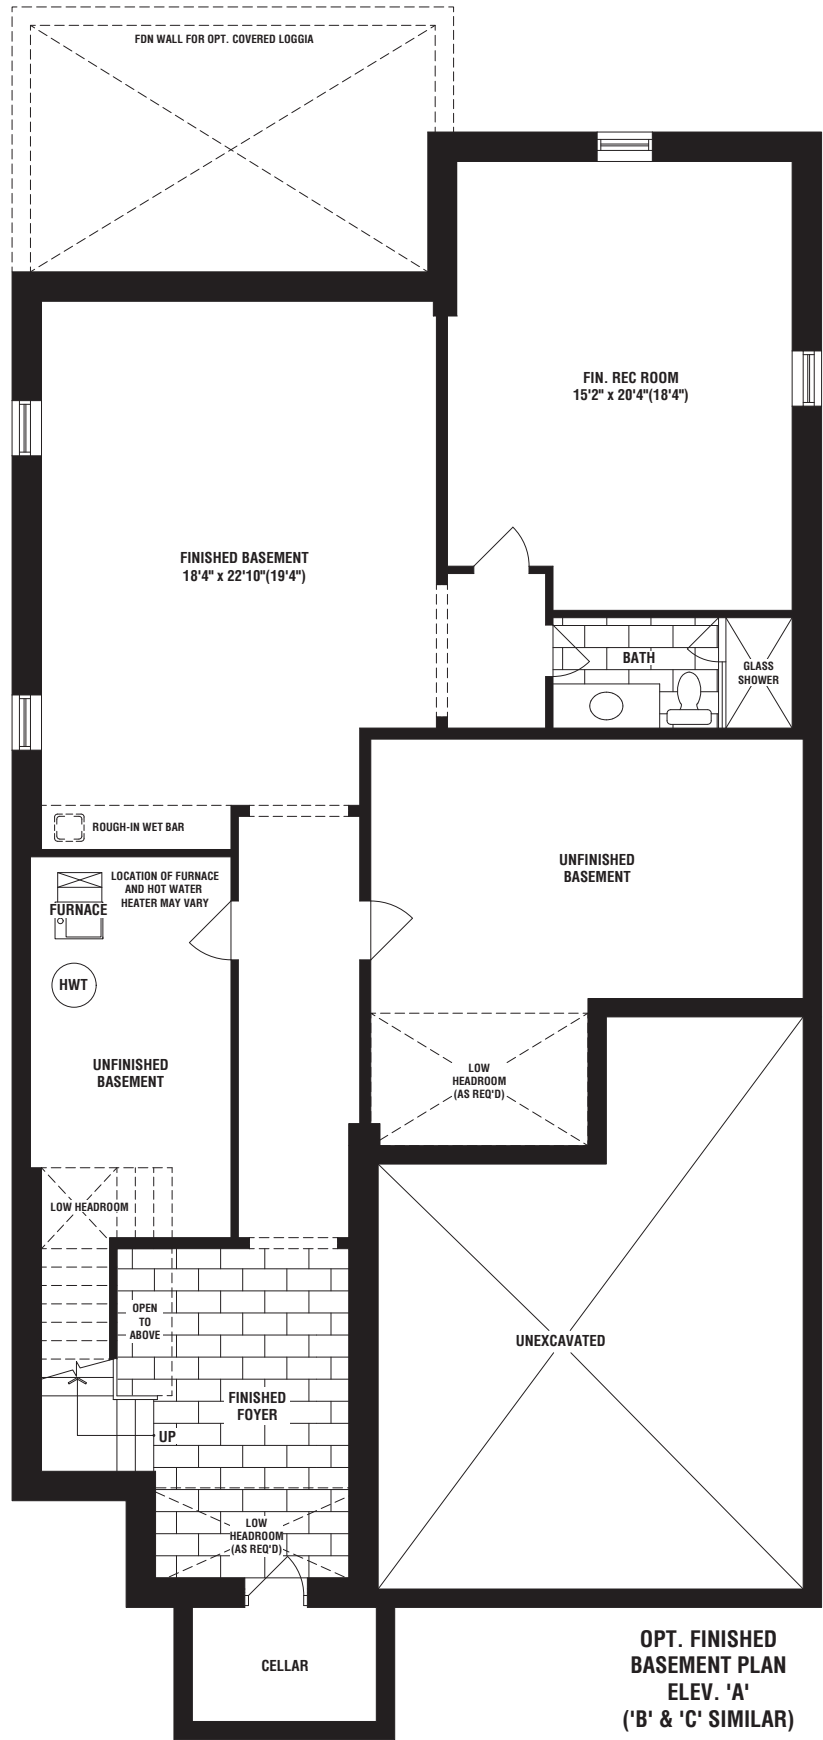 FDN WALL FOR OPT. COVERED LOGGIA
FIN. REC ROOM
15'2" x 20'4"(18'4")
FINISHED BASEMENT
18'4" x 22'10"(19'4")
BATH
GLASS
SHOWER
ROUGH-IN WET BAR
UNFINISHED
BASEMENT
LOCATION OF FURNACE
AND HOT WATER
HEATER MAY VARY
FURNACE
HWT
UNFINISHED
BASEMENT
LOW
HEADROOM
(AS REQ'D)
LOW HEADROOM
OPEN
TO
ABOVE
UNEXCAVATED
FINISHED
FOYER
UP
LOW
HEADROOM
(AS REQ'D)
CELLAR
OPT. FINISHED
BASEMENT PLAN
ELEV. 'A'
('B' & 'C' SIMILAR)